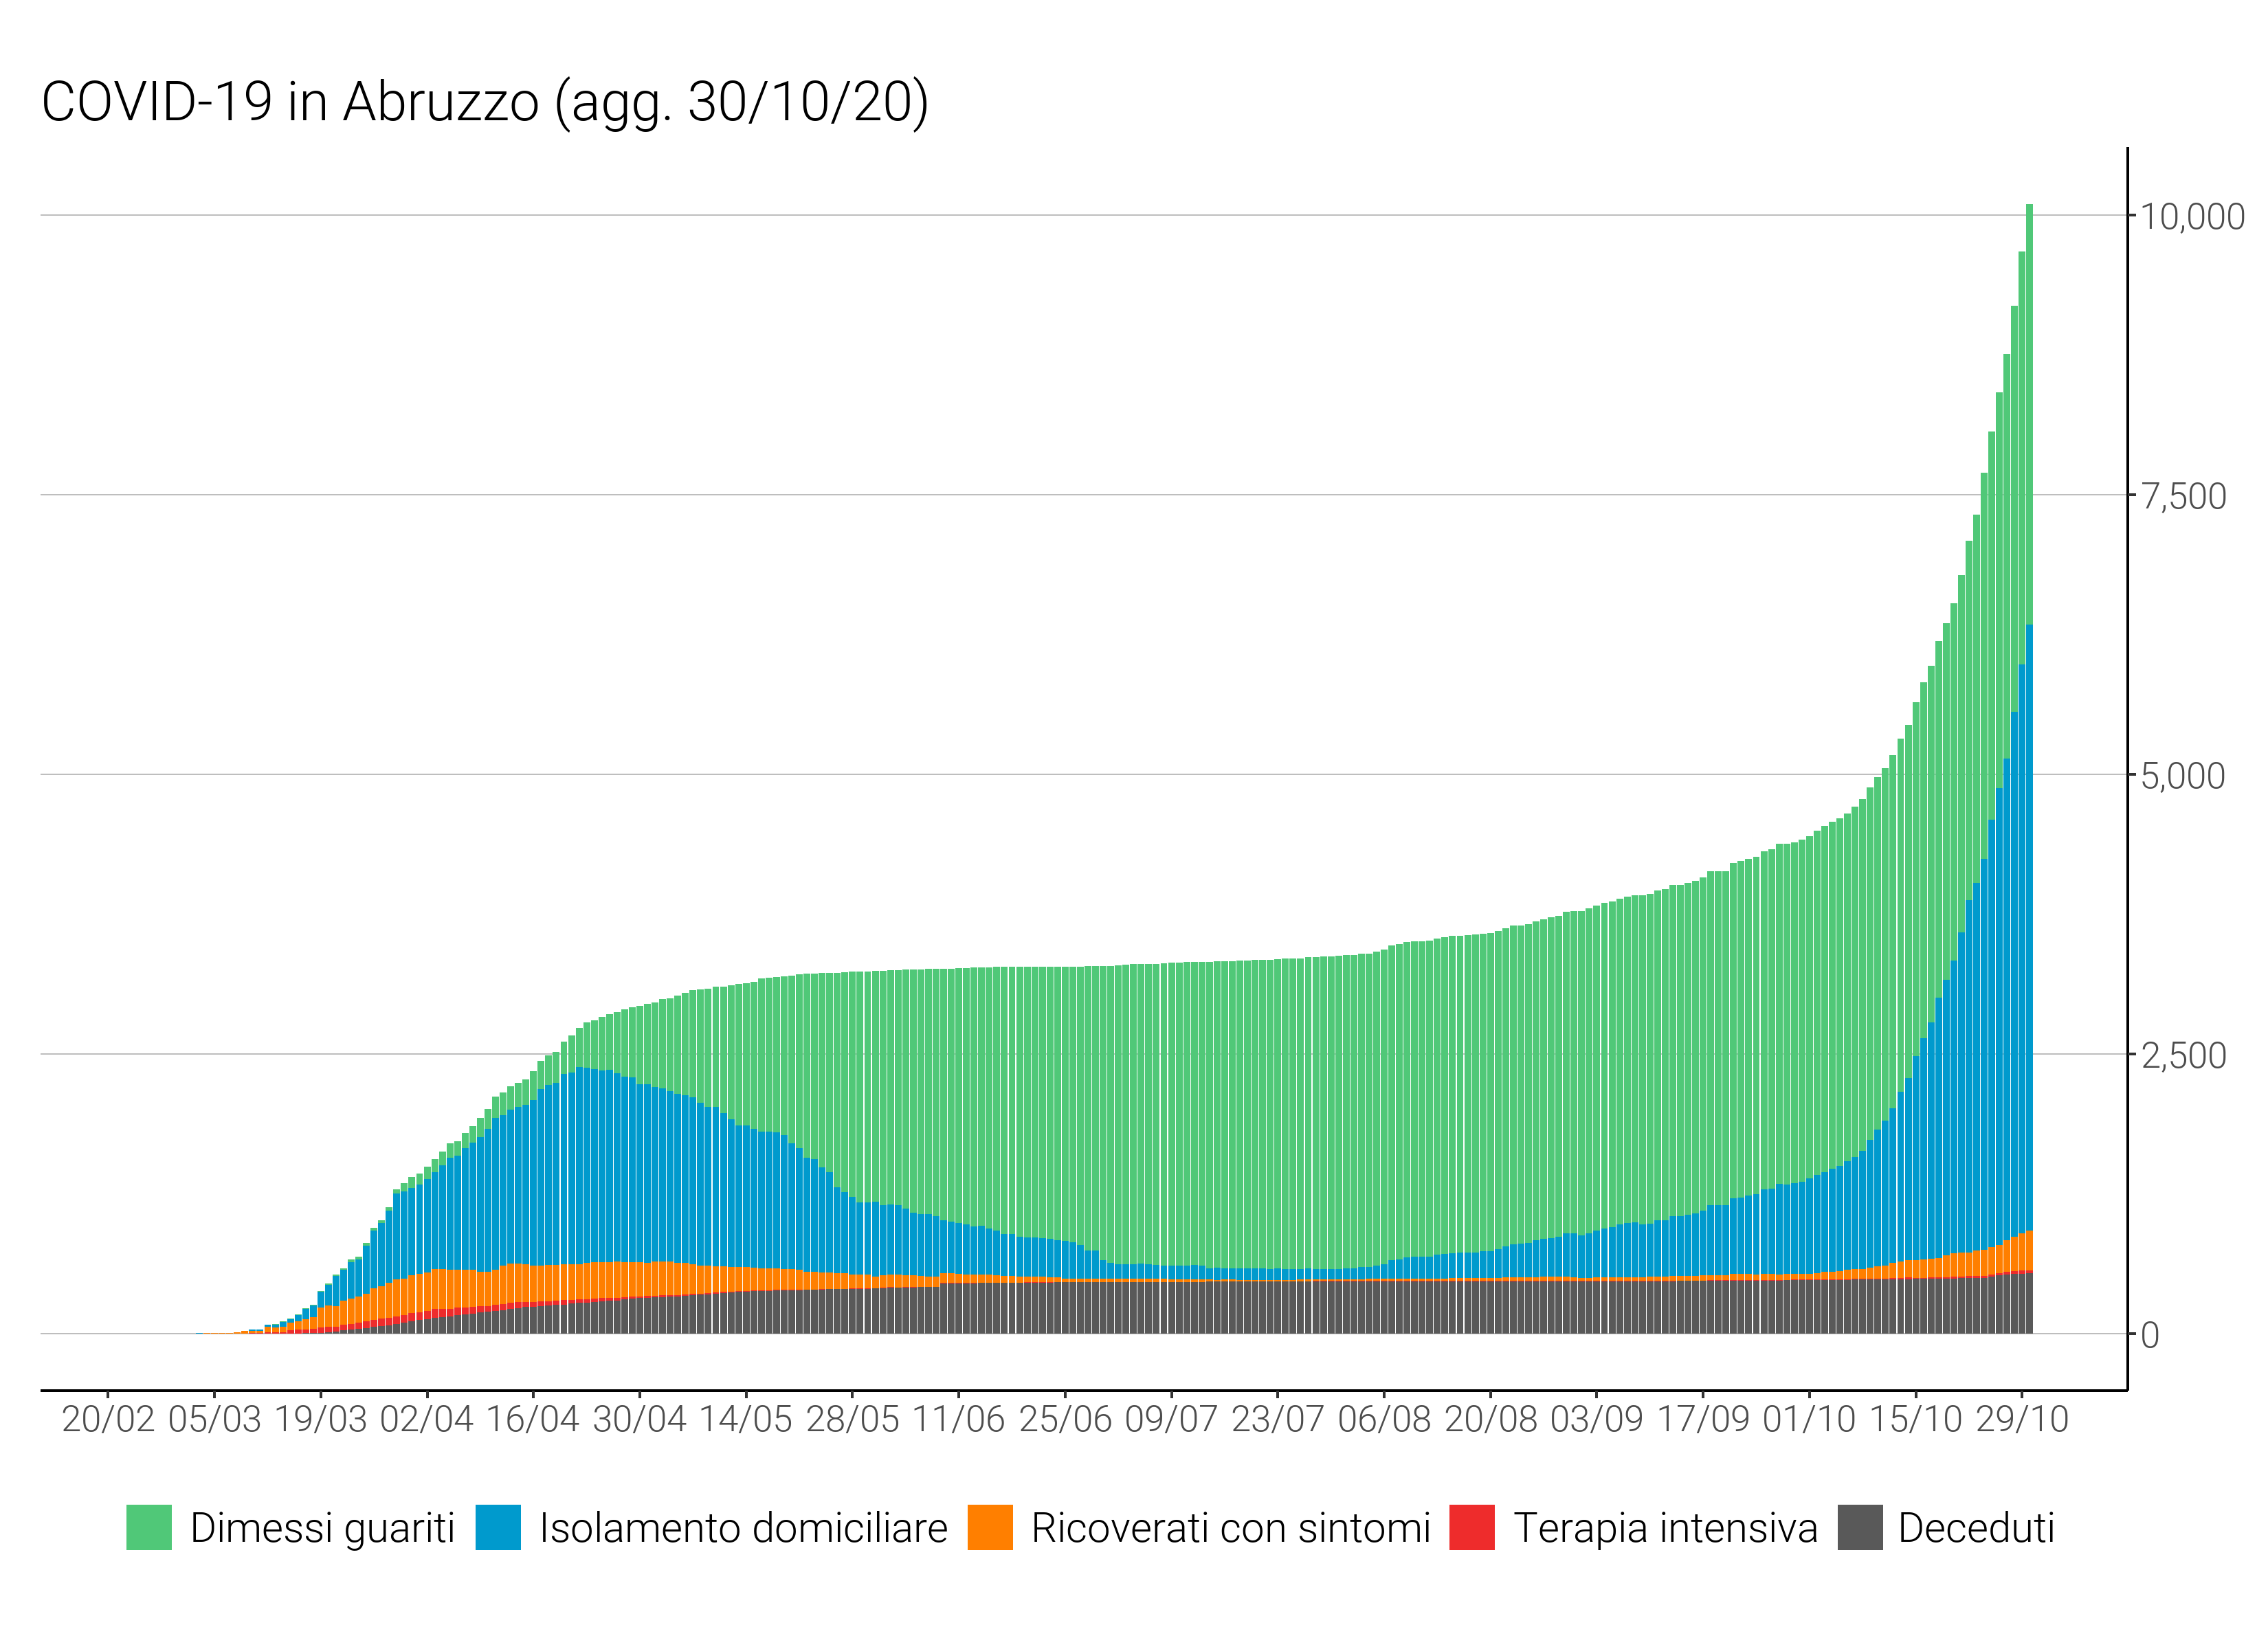 COVID-19 in Abruzzo (agg. 30/10/20)
10,000
7,500
5,000
2,500
0
20/02 05/03 19/03 02/04 16/04 30/04 14/05 28/05 11/06 25/06 09/07 23/07 06/08 20/08 03/09 17/09 01/10 15/10 29/10
Dimessi guariti Isolamento domiciliare Ricoverati con sintomi Terapia intensiva Deceduti